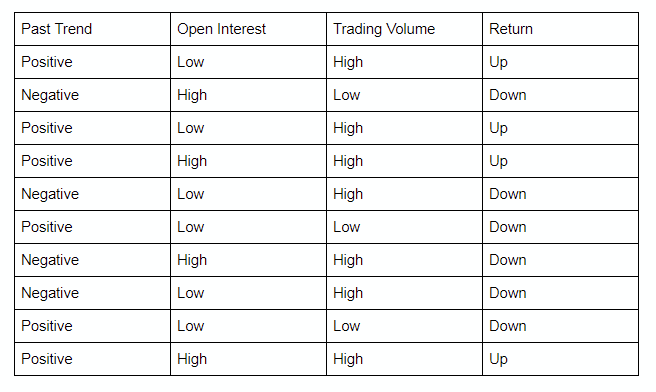 Past Trend Open Interest Trading Volume Return
Positive Low High Up
Negative High Low Down
Positive Low High Up
Positive High High Up
Negative Low High Down
Positive Low Low Down
Negative High High Down
Negative Low High Down
Positive Low Low Down
Positive High High Up